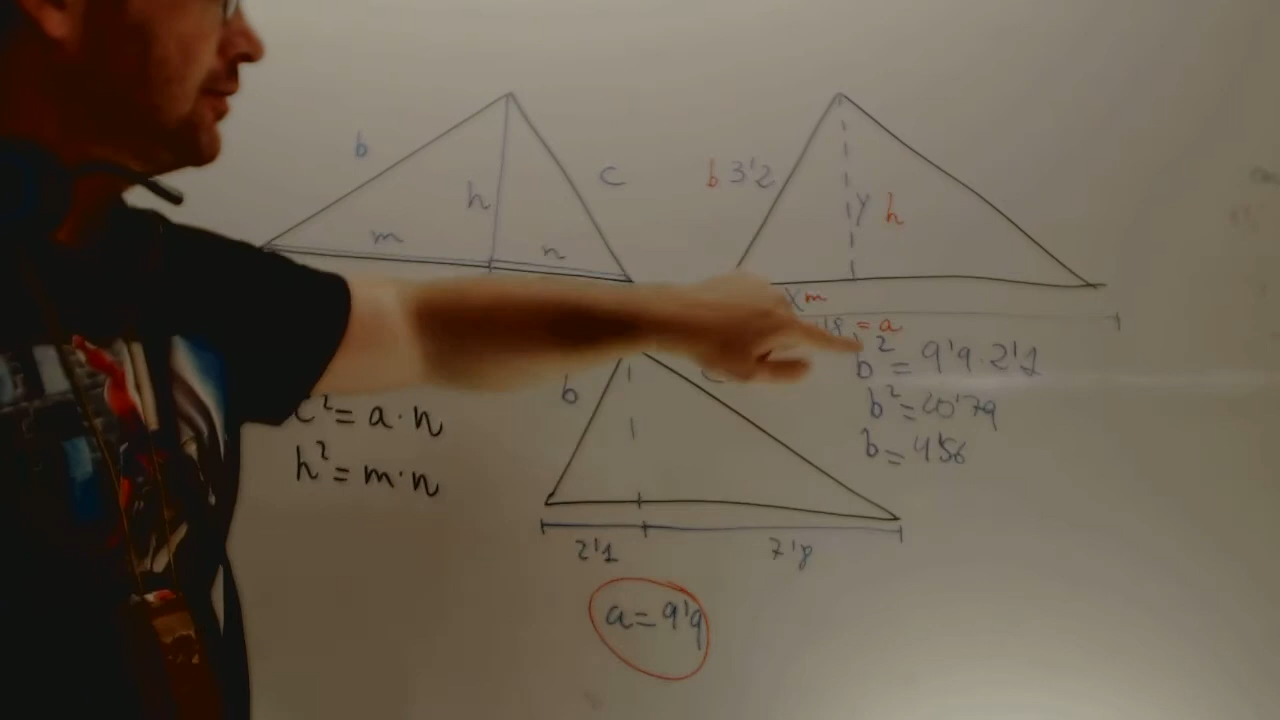 b
c
h
m
n
b 3'2
y h
x m
= a
b² = 9'9·2'1
b² = 20'79
b = 4'56
c² = a·n
h² = m·n
b
2'1
7'8
a = 9'9